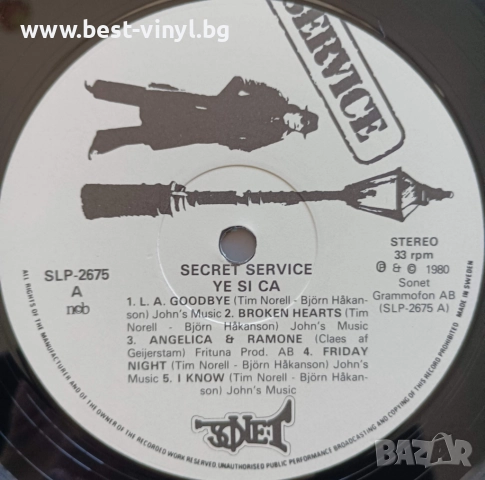 www.best-vinyl.bg
SERVICE
SLP-2675
A
ncb
STEREO
33 rpm
℗ & © 1980
Sonet
Grammofon AB
(SLP-2675 A)
SECRET SERVICE
YE SI CA
1. L. A. GOODBYE (Tim Norell - Björn Håkan-
son) John's Music 2. BROKEN HEARTS (Tim
Norell - Björn Håkanson) John's Music
3. ANGELICA & RAMONE (Claes af
Geijerstam) Frituna Prod. AB 4. FRIDAY
NIGHT (Tim Norell - Björn Håkanson) John's
Music 5. I KNOW (Tim Norell - Björn Håkan-
son) John's Music
SONET
ALL RIGHTS OF THE MANUFACTURER AND OF THE OWNER OF THE RECORDED WORK RESERVED. UNAUTHORISED PUBLIC PERFORMANCE BROADCASTING AND COPYING OF THIS RECORD PROHIBITED. MADE IN SWEDEN
BAZAR